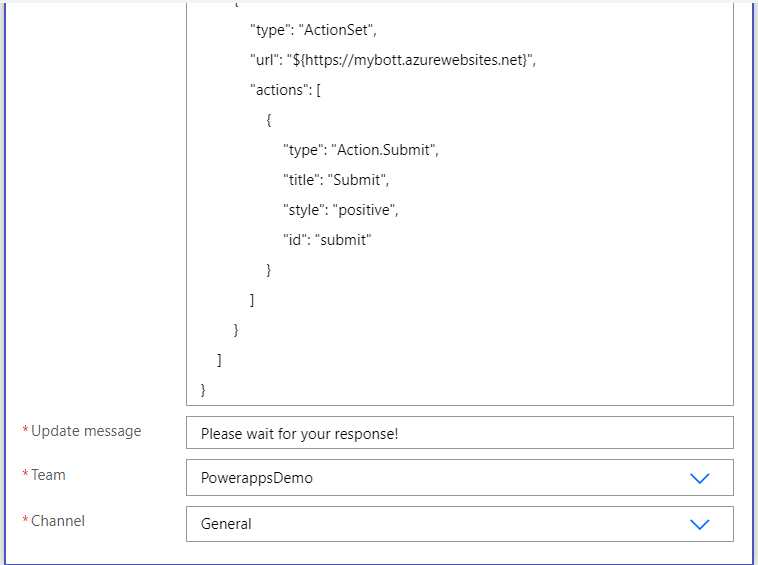 {
"type": "ActionSet",
"url": "${https://mybott.azurewebsites.net}",
"actions": [
{
"type": "Action.Submit",
"title": "Submit",
"style": "positive",
"id": "submit"
}
]
}
]
}
*Update message
Please wait for your response!
*Team
PowerappsDemo
*Channel
General